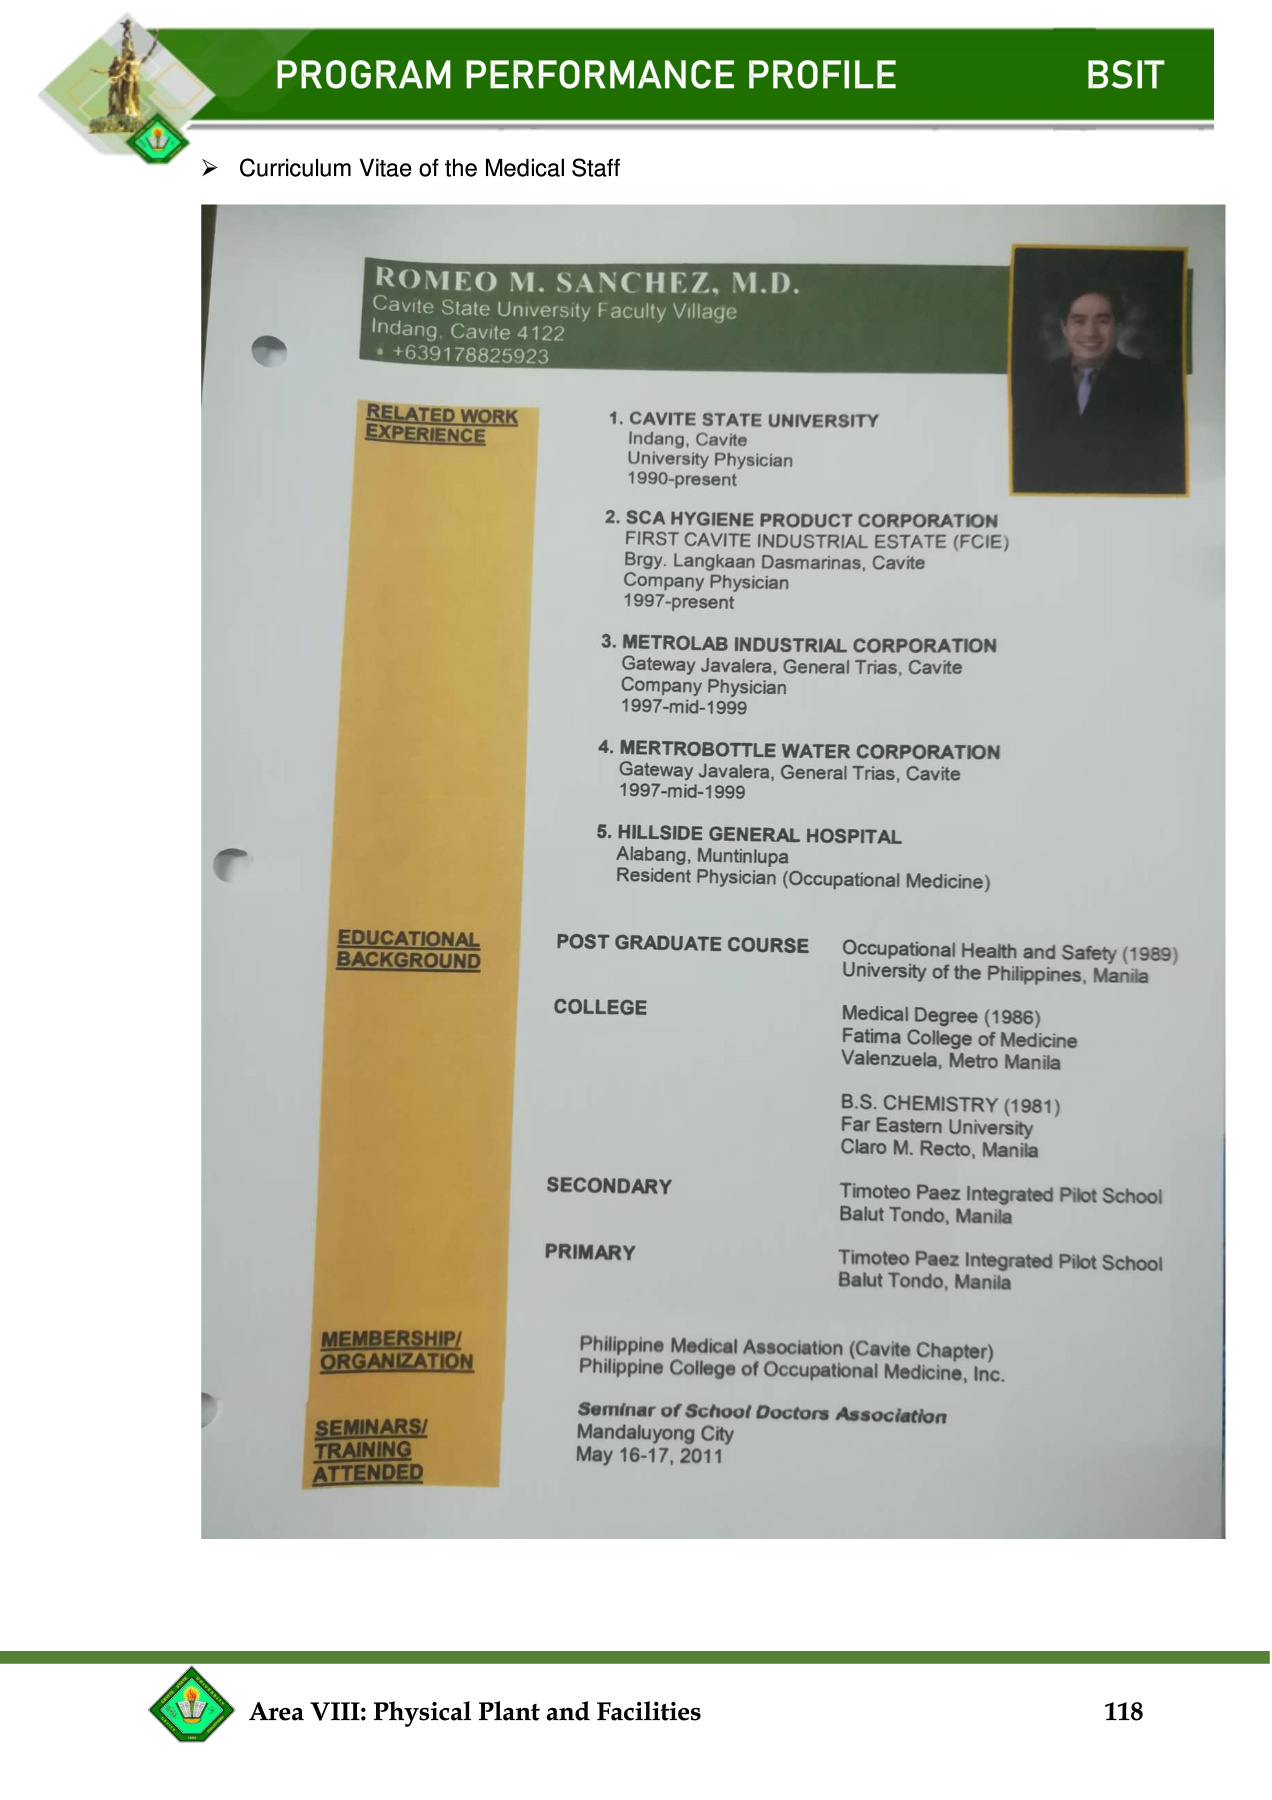 PROGRAM PERFORMANCE PROFILE BSIT
➢ Curriculum Vitae of the Medical Staff
ROMEO M. SANCHEZ, M.D.
Cavite State University Faculty Village
Indang, Cavite 4122
• +639178825923
RELATED WORK
EXPERIENCE
1. CAVITE STATE UNIVERSITY
Indang, Cavite
University Physician
1990-present
2. SCA HYGIENE PRODUCT CORPORATION
FIRST CAVITE INDUSTRIAL ESTATE (FCIE)
Brgy. Langkaan Dasmarinas, Cavite
Company Physician
1997-present
3. METROLAB INDUSTRIAL CORPORATION
Gateway Javalera, General Trias, Cavite
Company Physician
1997-mid-1999
4. MERTROBOTTLE WATER CORPORATION
Gateway Javalera, General Trias, Cavite
1997-mid-1999
5. HILLSIDE GENERAL HOSPITAL
Alabang, Muntinlupa
Resident Physician (Occupational Medicine)
EDUCATIONAL
BACKGROUND
POST GRADUATE COURSE Occupational Health and Safety (1989)
University of the Philippines, Manila
COLLEGE Medical Degree (1986)
Fatima College of Medicine
Valenzuela, Metro Manila
B.S. CHEMISTRY (1981)
Far Eastern University
Claro M. Recto, Manila
SECONDARY Timoteo Paez Integrated Pilot School
Balut Tondo, Manila
PRIMARY Timoteo Paez Integrated Pilot School
Balut Tondo, Manila
MEMBERSHIP/
ORGANIZATION
Philippine Medical Association (Cavite Chapter)
Philippine College of Occupational Medicine, Inc.
SEMINARS/
TRAINING
ATTENDED
Seminar of School Doctors Association
Mandaluyong City
May 16-17, 2011
Area VIII: Physical Plant and Facilities 118